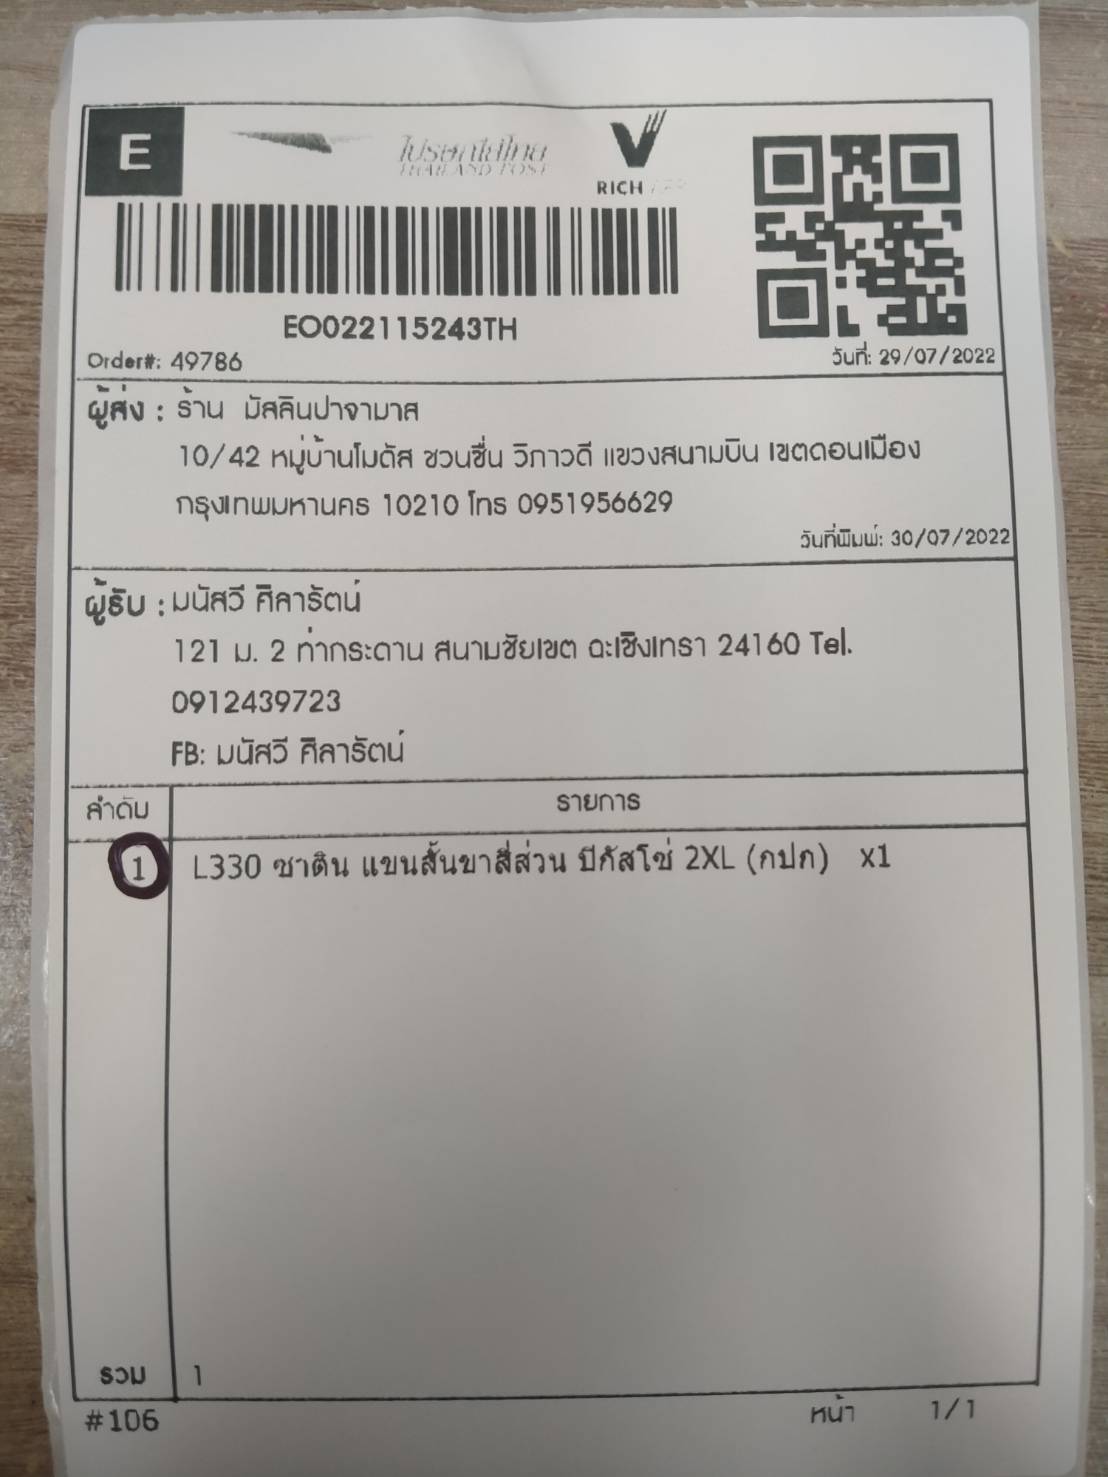 E
ไปรษณีย์ไทย
THAILAND POST
RICH
EO022115243TH
Order#: 49786
วันที่: 29/07/2022
ผู้ส่ง : ร้าน มัสลินปาจามาส
10/42 หมู่บ้านโมดัส ชวนชื่น วิภาวดี แขวงสนามบิน เขตดอนเมือง
กรุงเทพมหานคร 10210 โทร 0951956629
วันที่พิมพ์: 30/07/2022
ผู้รับ : มนัสวี ศิลารัตน์
121 ม. 2 ท่ากระดาน สนามชัยเขต ฉะเชิงเทรา 24160 Tel.
0912439723
FB: มนัสวี ศิลารัตน์
ลำดับ รายการ
1 L330 ซาติน แขนสั้นขาสี่ส่วน ปิกัสโซ่ 2XL (กปก) x1
รวม 1
#106 หน้า 1/1